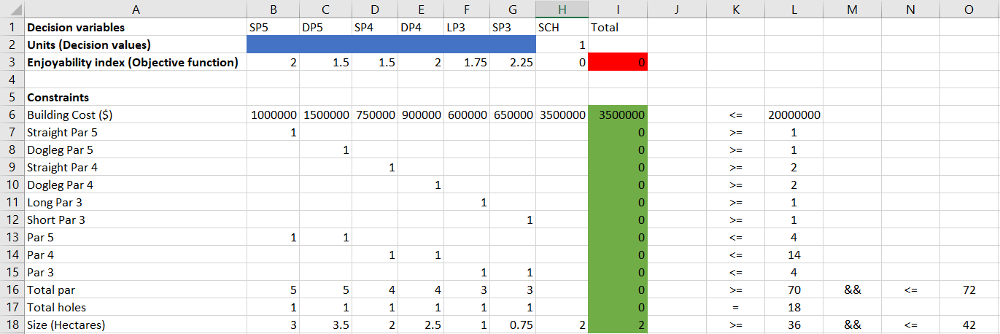 A B C D E F G H I J K L M N O
1 Decision variables SP5 DP5 SP4 DP4 LP3 SP3 SCH Total
2 Units (Decision values) 1
3 Enjoyability index (Objective function) 2 1.5 1.5 2 1.75 2.25 0 0
4
5 Constraints
6 Building Cost ($) 1000000 1500000 750000 900000 600000 650000 3500000 3500000 <= 20000000
7 Straight Par 5 1 0 >= 1
8 Dogleg Par 5 1 0 >= 1
9 Straight Par 4 1 0 >= 2
10 Dogleg Par 4 1 0 >= 2
11 Long Par 3 1 0 >= 1
12 Short Par 3 1 0 >= 1
13 Par 5 1 1 0 <= 4
14 Par 4 1 1 0 <= 14
15 Par 3 1 1 0 <= 4
16 Total par 5 5 4 4 3 3 0 >= 70 && <= 72
17 Total holes 1 1 1 1 1 1 0 = 18
18 Size (Hectares) 3 3.5 2 2.5 1 0.75 2 2 >= 36 && <= 42